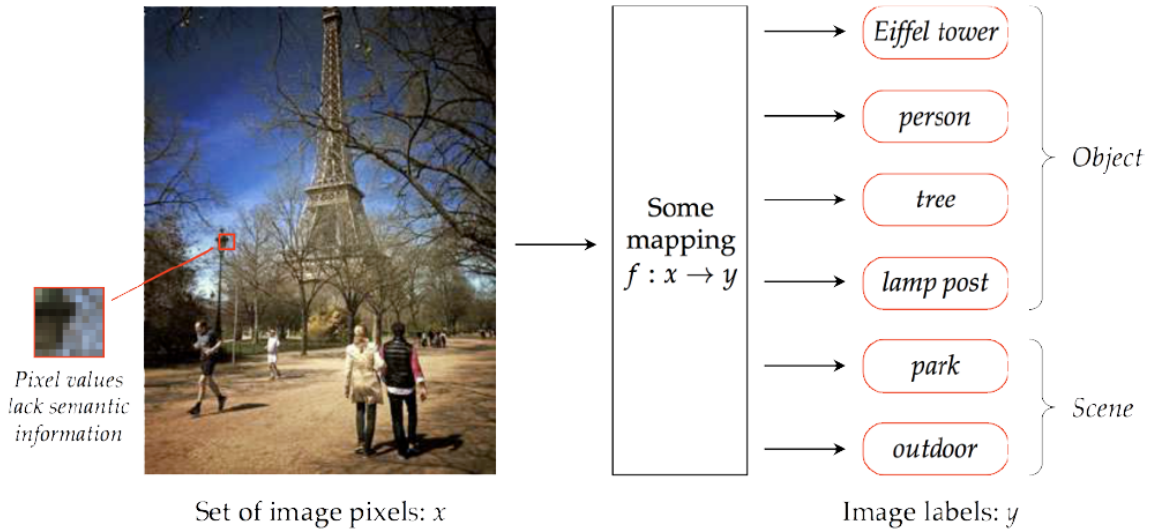 Pixel values
lack semantic
information
Set of image pixels: x
Some
mapping
f : x → y
Eiffel tower
person
tree
lamp post
park
outdoor
Object
Scene
Image labels: y